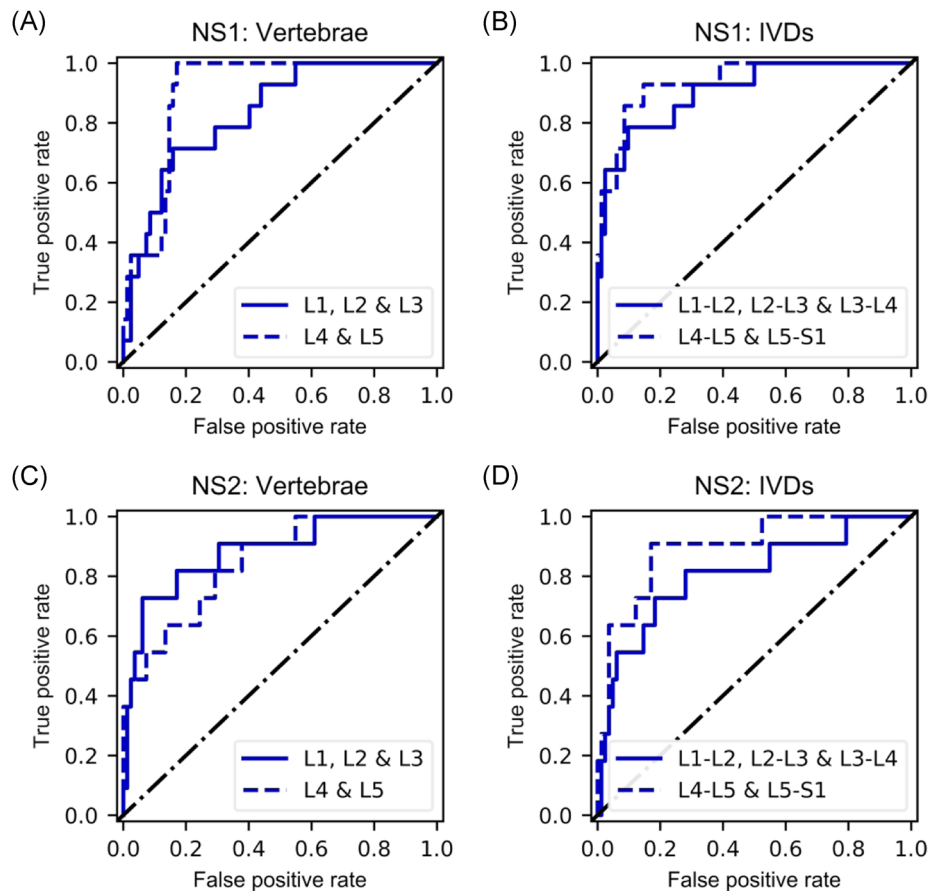 (A)
NS1: Vertebrae
1.0
0.8
0.6
0.4
0.2
0.0
True positive rate
L1, L2 & L3
L4 & L5
0.0 0.2 0.4 0.6 0.8 1.0
False positive rate
(B)
NS1: IVDs
1.0
0.8
0.6
0.4
0.2
0.0
True positive rate
L1-L2, L2-L3 & L3-L4
L4-L5 & L5-S1
0.0 0.2 0.4 0.6 0.8 1.0
False positive rate
(C)
NS2: Vertebrae
1.0
0.8
0.6
0.4
0.2
0.0
True positive rate
L1, L2 & L3
L4 & L5
0.0 0.2 0.4 0.6 0.8 1.0
False positive rate
(D)
NS2: IVDs
1.0
0.8
0.6
0.4
0.2
0.0
True positive rate
L1-L2, L2-L3 & L3-L4
L4-L5 & L5-S1
0.0 0.2 0.4 0.6 0.8 1.0
False positive rate